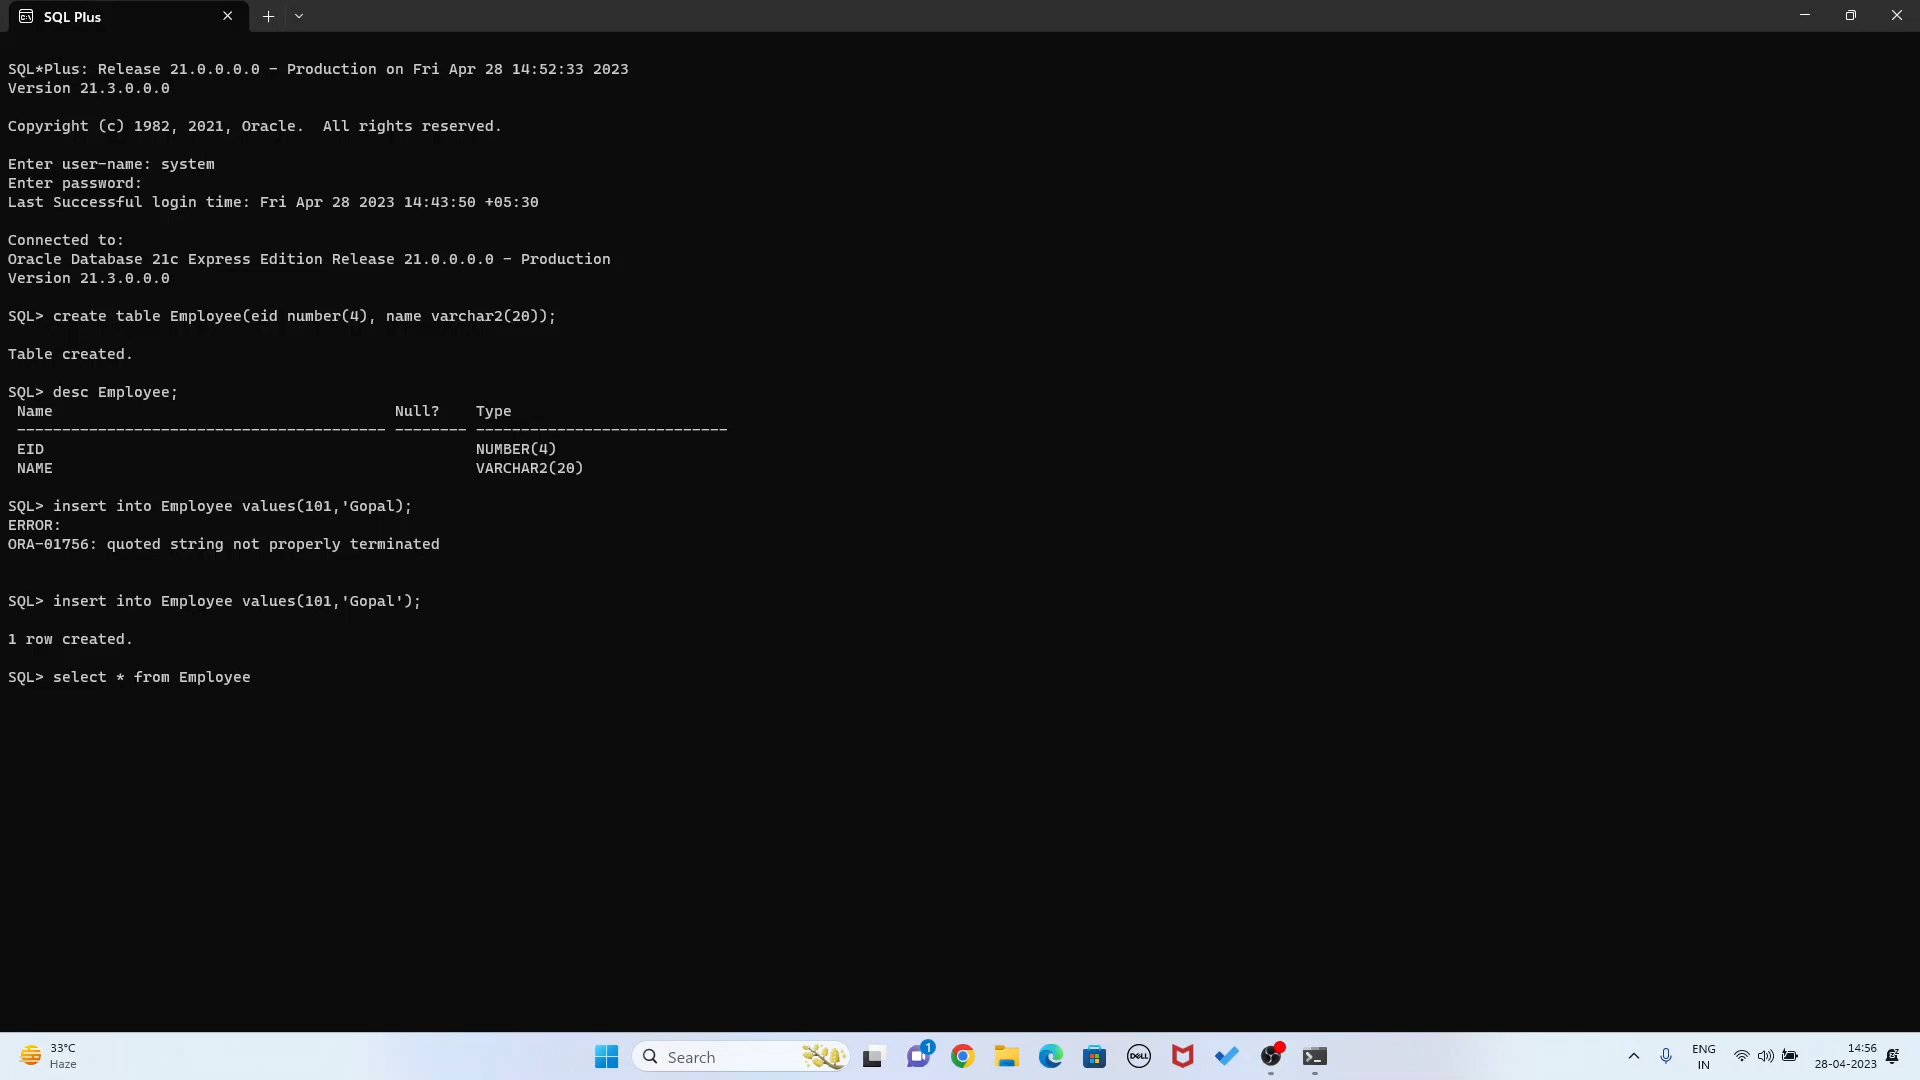 SQL Plus
SQL*Plus: Release 21.0.0.0.0 - Production on Fri Apr 28 14:52:33 2023
Version 21.3.0.0.0
Copyright (c) 1982, 2021, Oracle.  All rights reserved.
Enter user-name: system
Enter password:
Last Successful login time: Fri Apr 28 2023 14:43:50 +05:30
Connected to:
Oracle Database 21c Express Edition Release 21.0.0.0.0 - Production
Version 21.3.0.0.0
SQL> create table Employee(eid number(4), name varchar2(20));
Table created.
SQL> desc Employee;
Name Null? Type
----------------------------------------- -------- ----------------------------
EID NUMBER(4)
NAME VARCHAR2(20)
SQL> insert into Employee values(101,'Gopal);
ERROR:
ORA-01756: quoted string not properly terminated
SQL> insert into Employee values(101,'Gopal');
1 row created.
SQL> select * from Employee
33°C
Haze
Search
1
DELL
ENG
IN
14:56
28-04-2023